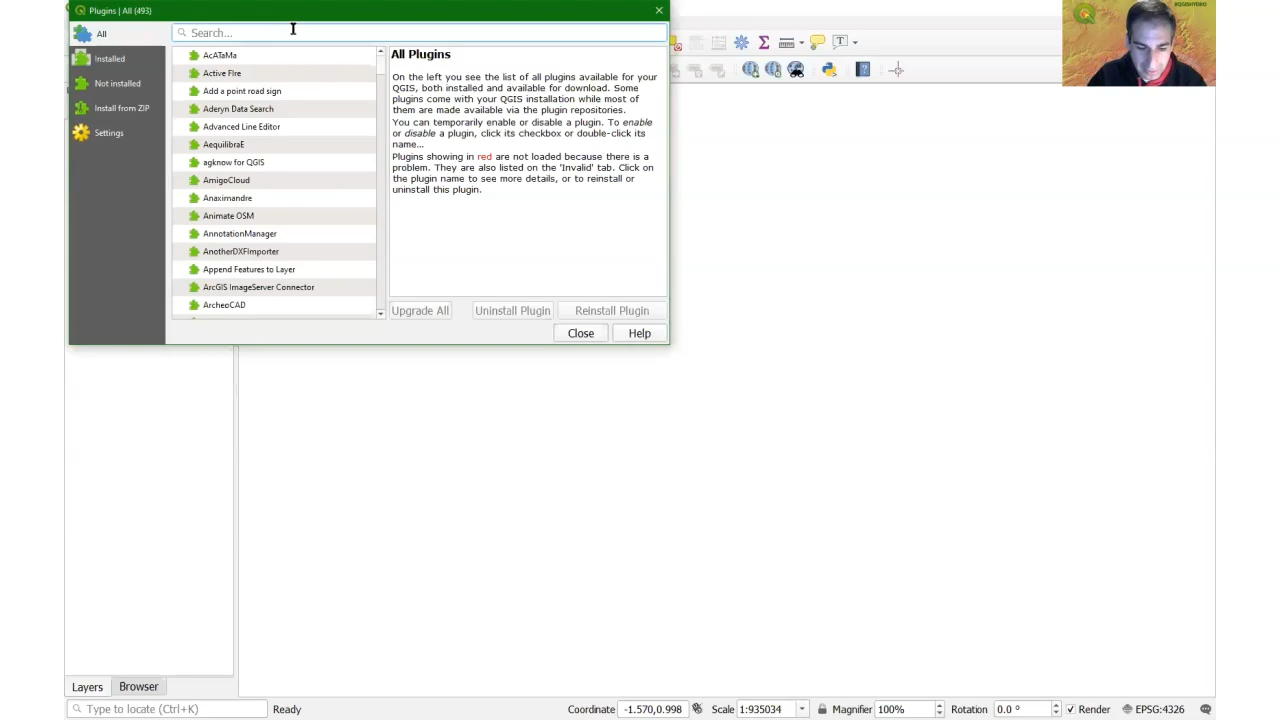 Plugins | All (493)
#QGISHYDRO
All
Installed
Not installed
Install from ZIP
Settings
Search...
AcATaMa
Active FIre
Add a point road sign
Aderyn Data Search
Advanced Line Editor
AequilibraE
agknow for QGIS
AmigoCloud
Anaximandre
Animate OSM
AnnotationManager
AnotherDXFImporter
Append Features to Layer
ArcGIS ImageServer Connector
ArcheoCAD
All Plugins
On the left you see the list of all plugins available for your
QGIS, both installed and available for download. Some
plugins come with your QGIS installation while most of
them are made available via the plugin repositories.
You can temporarily enable or disable a plugin. To enable
or disable a plugin, click its checkbox or double-click its
name...
Plugins showing in red are not loaded because there is a
problem. They are also listed on the 'Invalid' tab. Click on
the plugin name to see more details, or to reinstall or
uninstall this plugin.
Upgrade All Uninstall Plugin Reinstall Plugin
Close Help
Layers Browser
Type to locate (Ctrl+K) Ready Coordinate -1.570,0.998 Scale 1:935034 Magnifier 100% Rotation 0.0 ° Render EPSG:4326